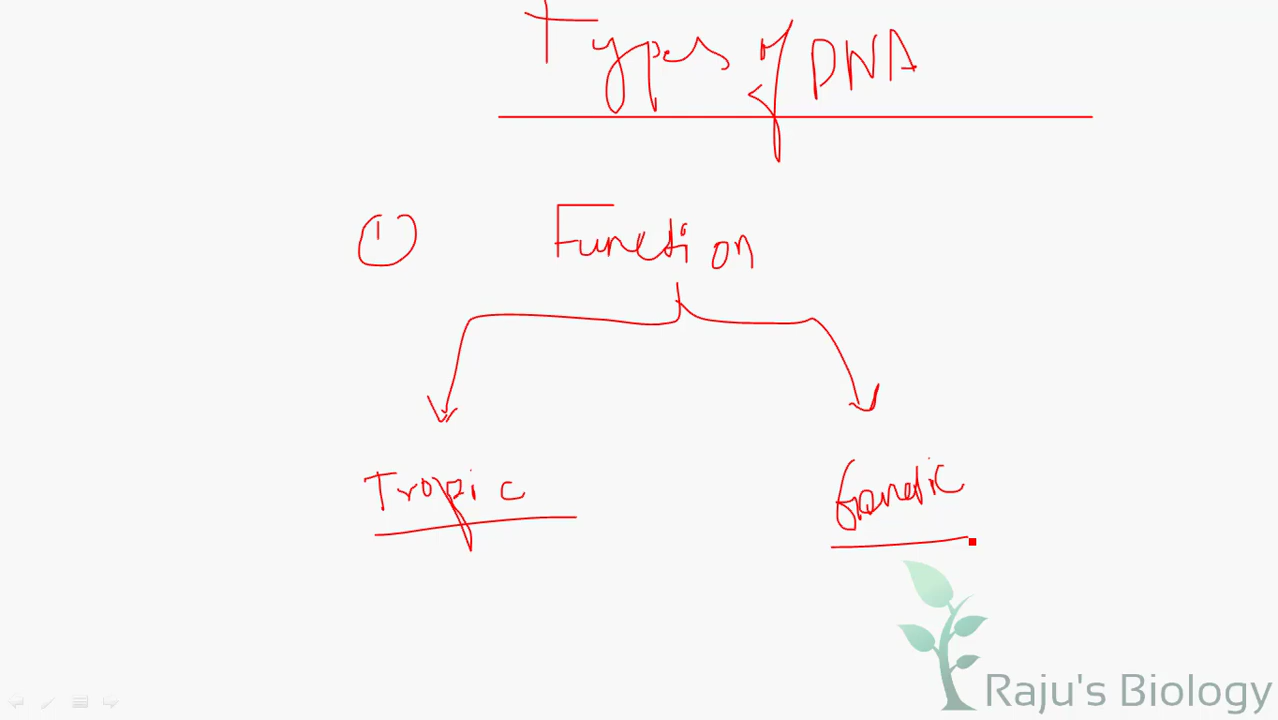 Types of DNA
1 Function
Tropic Genetic
Raju's Biology